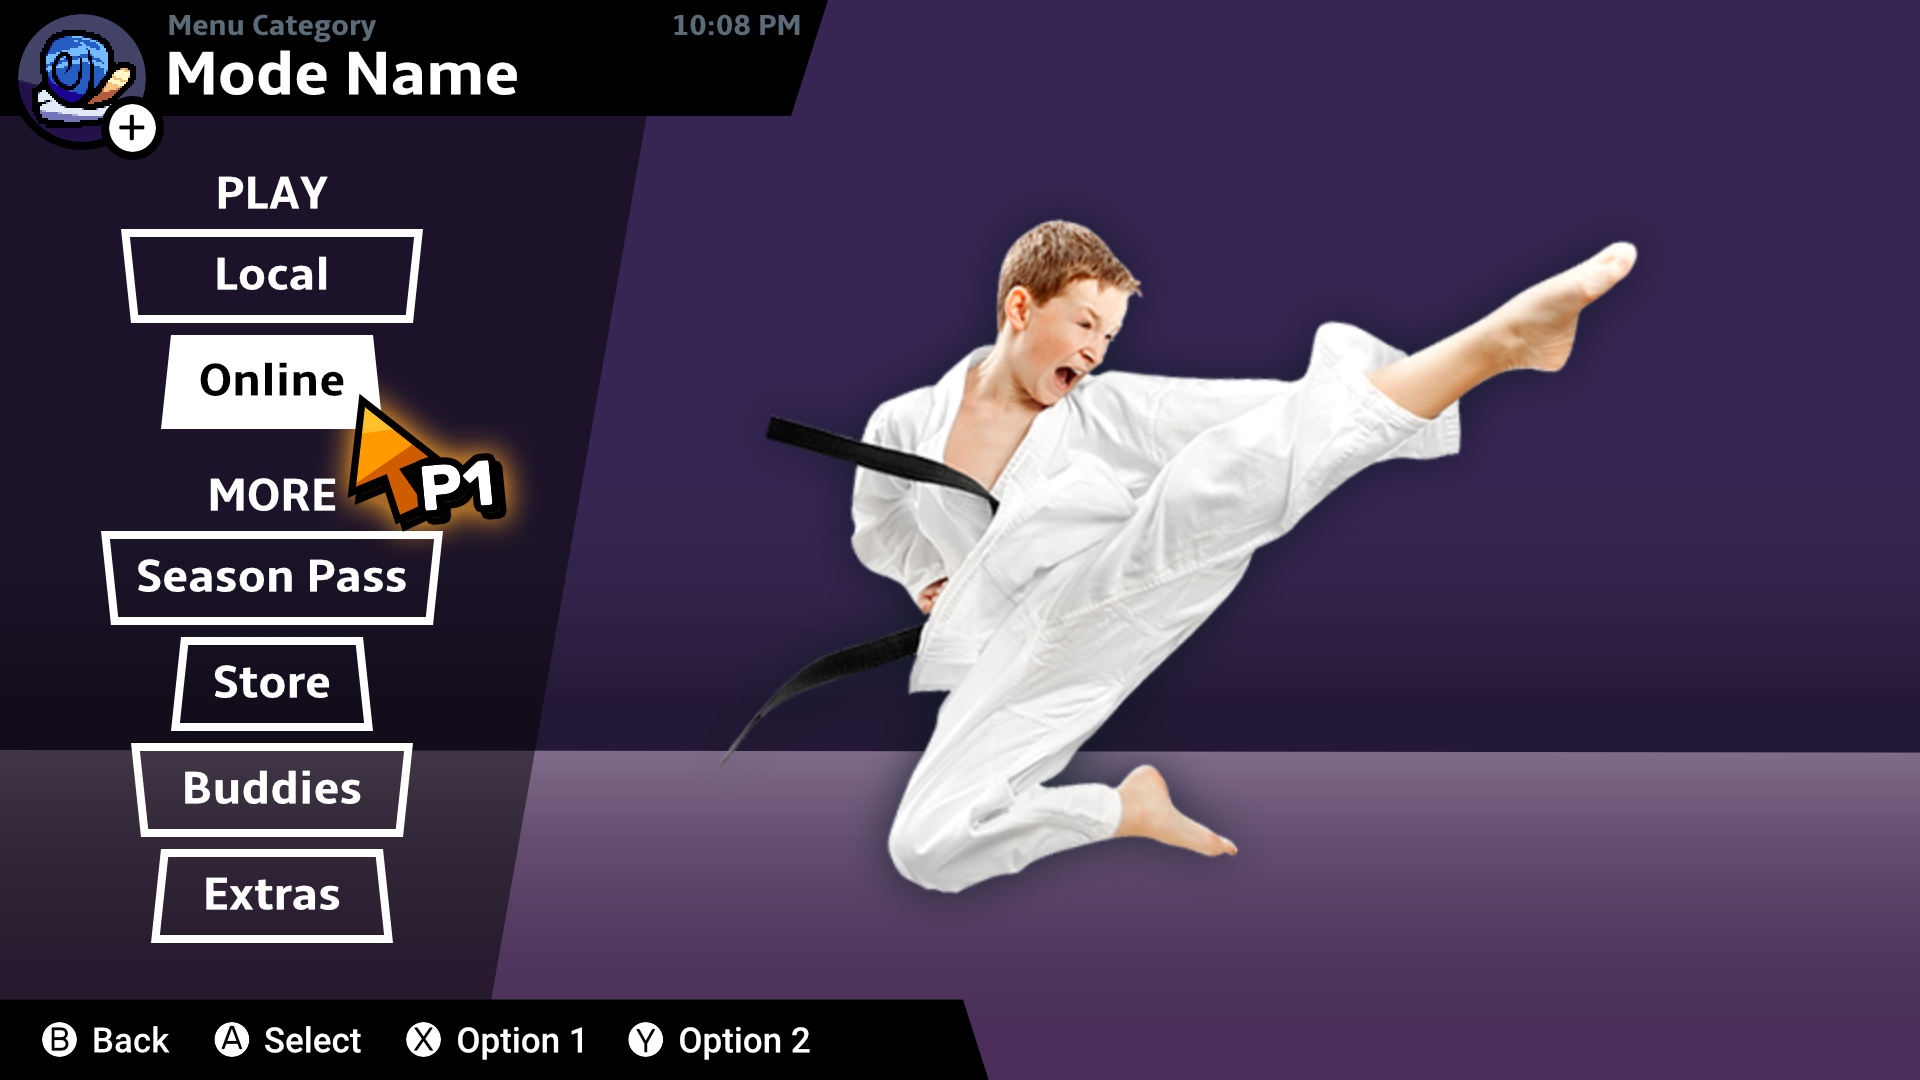 Menu Category
10:08 PM
Mode Name
PLAY
Local
Online
P1
MORE
Season Pass
Store
Buddies
Extras
B Back
A Select
X Option 1
Y Option 2